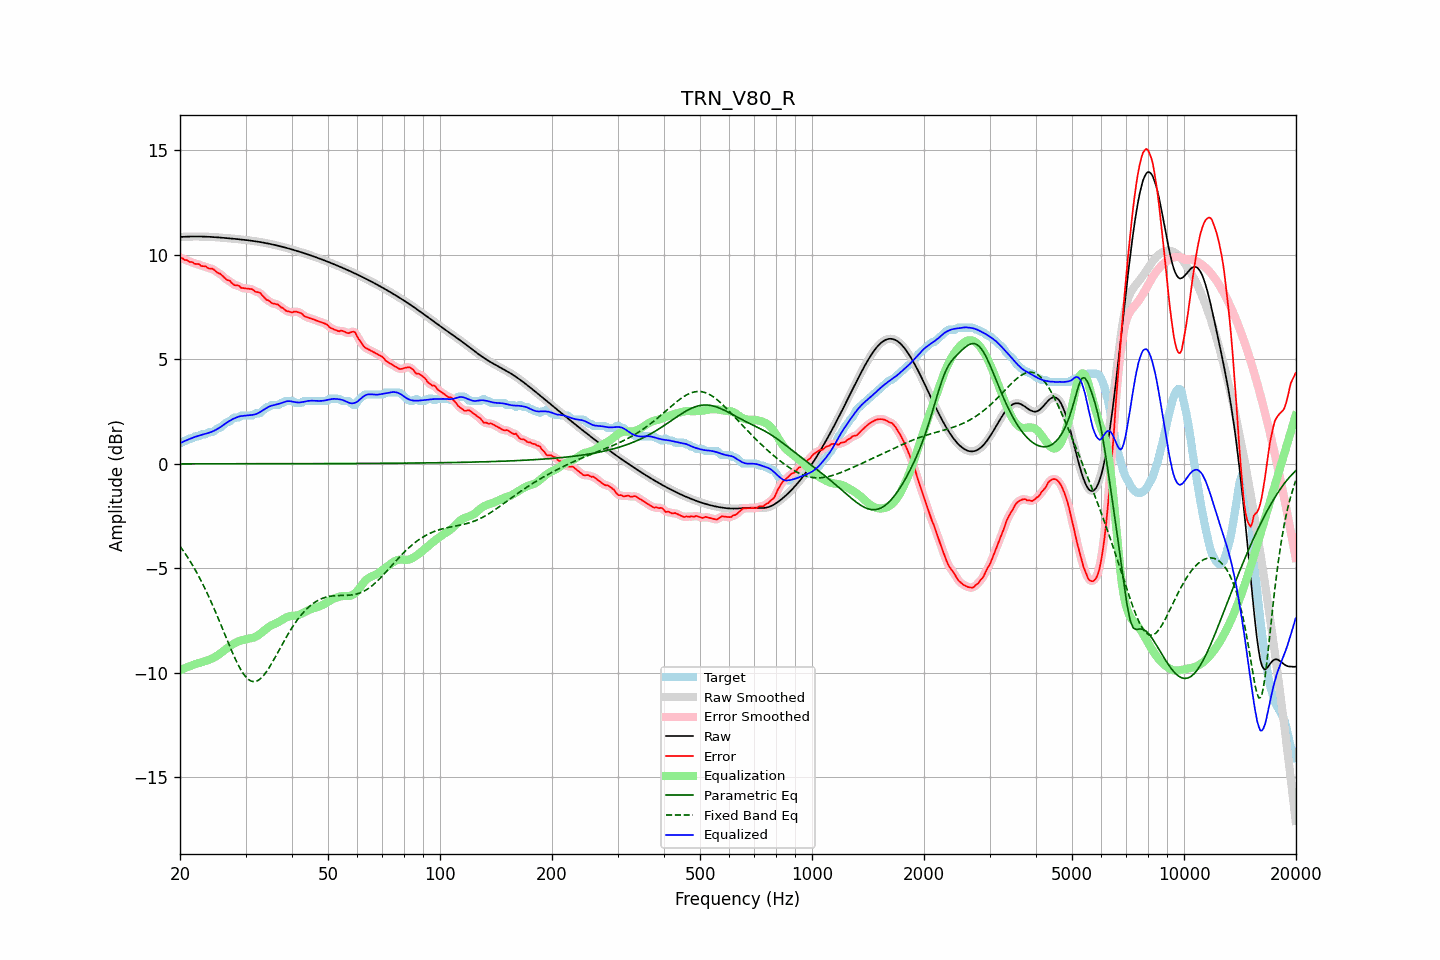 TRN_V80_R
15
10
5
0
−5
−10
−15
Amplitude (dBr)
20
50
100
200
500
1000
2000
5000
10000
20000
Frequency (Hz)
Target
Raw Smoothed
Error Smoothed
Raw
Error
Equalization
Parametric Eq
Fixed Band Eq
Equalized